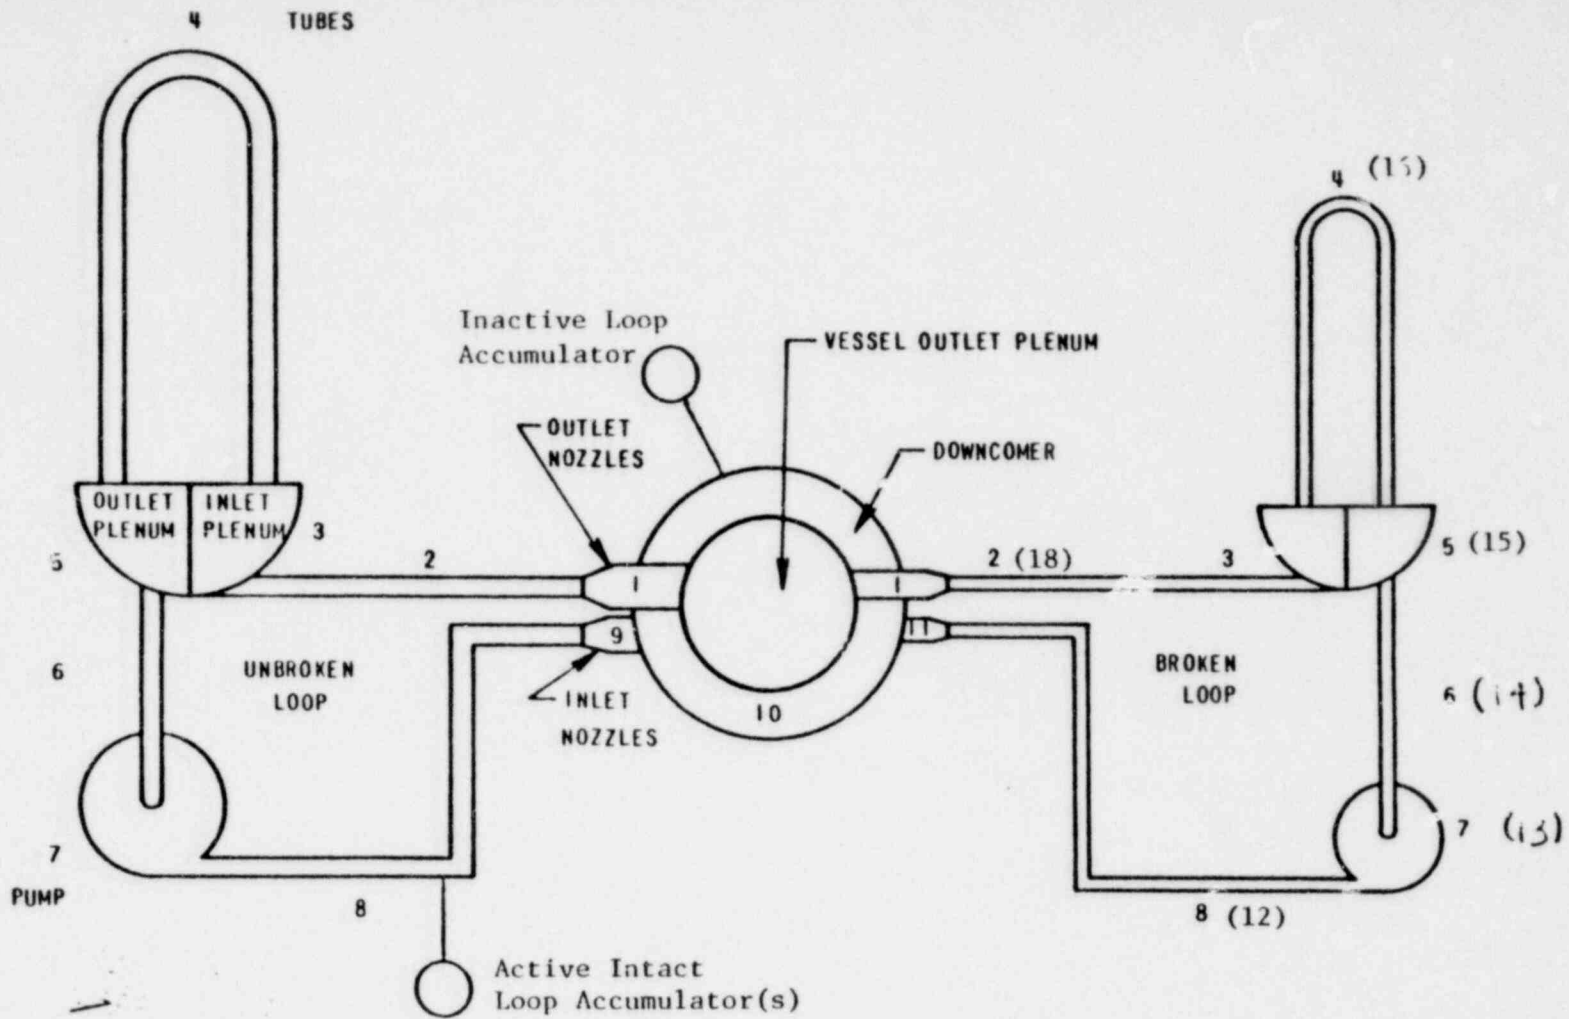 4 TUBES
4 (15)
Inactive Loop
Accumulator
VESSEL OUTLET PLENUM
OUTLET
NOZZLES
DOWNCOMER
OUTLET
PLENUM
INLET
PLENUM
3
5
2
2 (18)
3
5 (15)
1
1
9
11
6
UNBROKEN
LOOP
INLET
NOZZLES
10
BROKEN
LOOP
6 (14)
7
PUMP
7 (13)
8
8 (12)
Active Intact
Loop Accumulator(s)